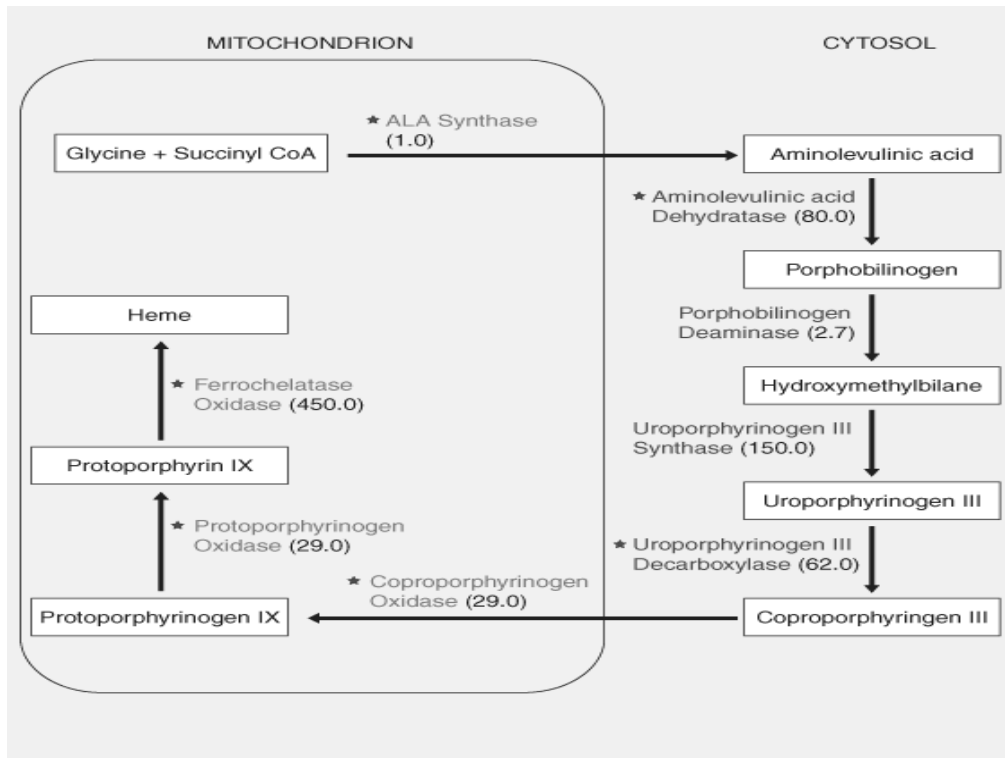 MITOCHONDRION
CYTOSOL
★ ALA Synthase
(1.0)
Glycine + Succinyl CoA
Aminolevulinic acid
★ Aminolevulinic acid
Dehydratase (80.0)
Porphobilinogen
Porphobilinogen
Deaminase (2.7)
Hydroxymethylbilane
Uroporphyrinogen III
Synthase (150.0)
Uroporphyrinogen III
★ Uroporphyrinogen III
Decarboxylase (62.0)
Coproporphyringen III
★ Coproporphyrinogen
Oxidase (29.0)
Protoporphyrinogen IX
★ Protoporphyrinogen
Oxidase (29.0)
Protoporphyrin IX
★ Ferrochelatase
Oxidase (450.0)
Heme